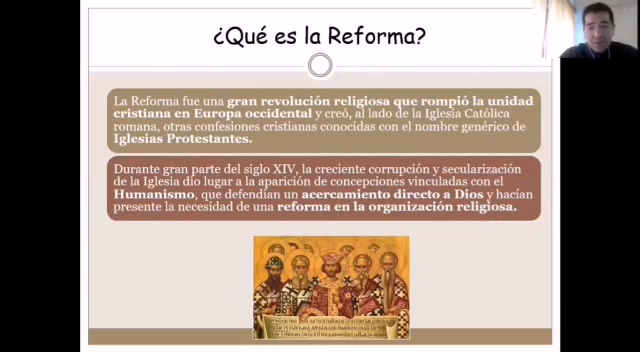 ¿Qué es la Reforma?
La Reforma fue una gran revolución religiosa que rompió la unidad
cristiana en Europa occidental y creó, al lado de la Iglesia Católica
romana, otras confesiones cristianas conocidas con el nombre genérico de
Iglesias Protestantes.
Durante gran parte del siglo XIV, la creciente corrupción y secularización
de la Iglesia dio lugar a la aparición de concepciones vinculadas con el
Humanismo, que defendían un acercamiento directo a Dios y hacían
presente la necesidad de una reforma en la organización religiosa.